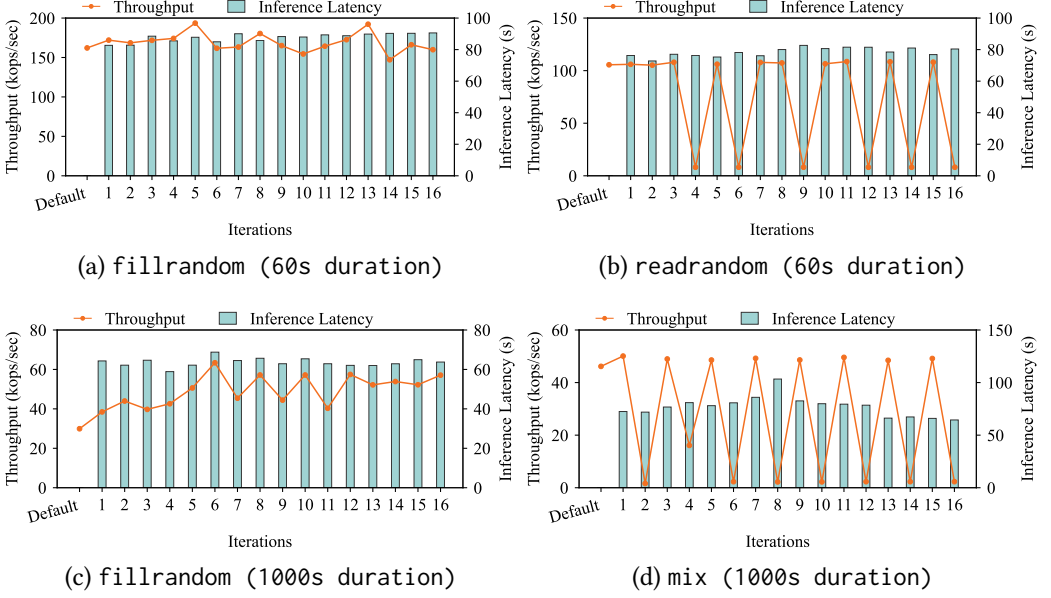 Throughput Inference Latency
200
150
100
50
0
Throughput (kops/sec)
100
80
60
40
20
0
Inference Latency (s)
Default 1 2 3 4 5 6 7 8 9 10 11 12 13 14 15 16
Iterations
(a) fillrandom (60s duration)
Throughput Inference Latency
150
100
50
0
Throughput (kops/sec)
100
80
60
40
20
0
Inference Latency (s)
Default 1 2 3 4 5 6 7 8 9 10 11 12 13 14 15 16
Iterations
(b) readrandom (60s duration)
Throughput Inference Latency
80
60
40
20
0
Throughput (kops/sec)
80
60
40
20
0
Inference Latency (s)
Default 1 2 3 4 5 6 7 8 9 10 11 12 13 14 15 16
Iterations
(c) fillrandom (1000s duration)
Throughput Inference Latency
60
40
20
0
Throughput (kops/sec)
150
100
50
0
Inference Latency (s)
Default 1 2 3 4 5 6 7 8 9 10 11 12 13 14 15 16
Iterations
(d) mix (1000s duration)